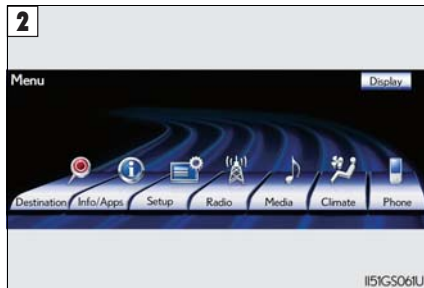 2
Menu
Display
Destination Info/Apps Setup Radio Media Climate Phone
II51GS061U